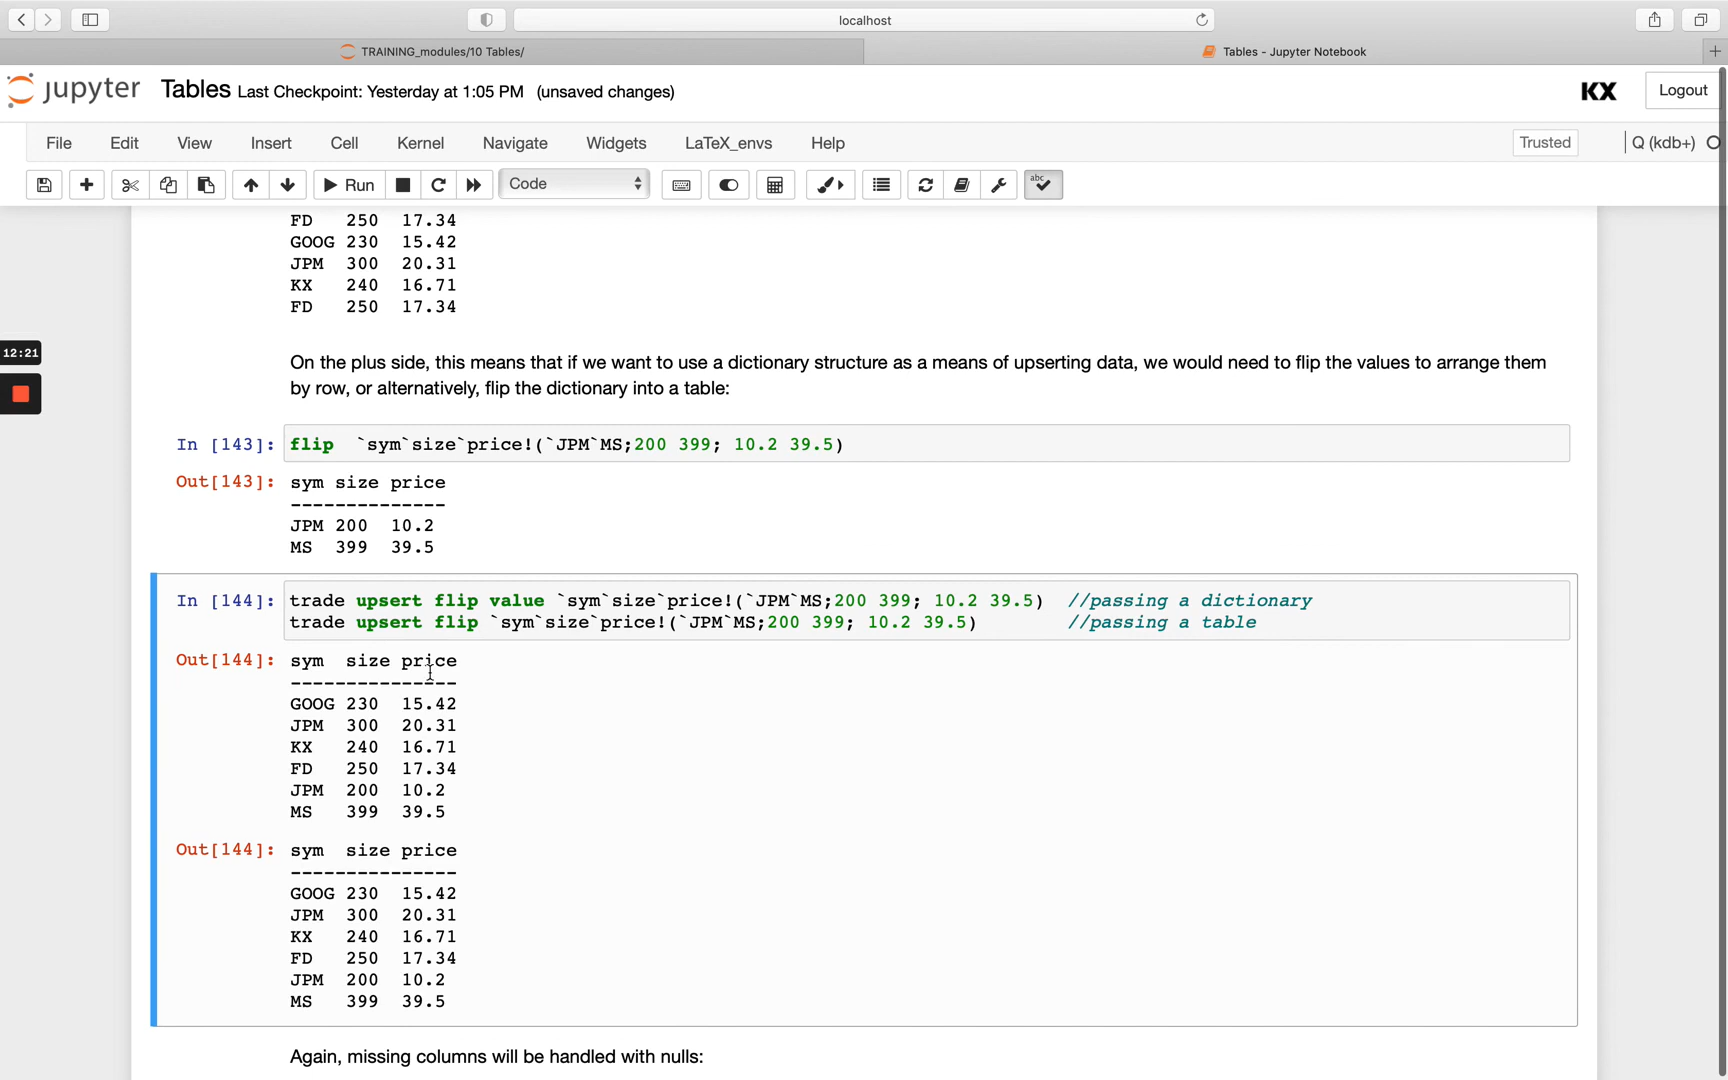 localhost
TRAINING_modules/10 Tables/
Tables - Jupyter Notebook
jupyter Tables Last Checkpoint: Yesterday at 1:05 PM (unsaved changes)
KX
Logout
File Edit View Insert Cell Kernel Navigate Widgets LaTeX_envs Help
Trusted
Q (kdb+)
Run
Code
abc
FD 250 17.34
GOOG 230 15.42
JPM 300 20.31
KX 240 16.71
FD 250 17.34
12:21
On the plus side, this means that if we want to use a dictionary structure as a means of upserting data, we would need to flip the values to arrange them
by row, or alternatively, flip the dictionary into a table:
In [143]: flip `sym`size`price!(`JPM`MS;200 399; 10.2 39.5)
Out[143]: sym size price
--------------
JPM 200 10.2
MS 399 39.5
In [144]: trade upsert flip value `sym`size`price!(`JPM`MS;200 399; 10.2 39.5) //passing a dictionary
trade upsert flip `sym`size`price!(`JPM`MS;200 399; 10.2 39.5) //passing a table
Out[144]: sym size price
---------------
GOOG 230 15.42
JPM 300 20.31
KX 240 16.71
FD 250 17.34
JPM 200 10.2
MS 399 39.5
Out[144]: sym size price
---------------
GOOG 230 15.42
JPM 300 20.31
KX 240 16.71
FD 250 17.34
JPM 200 10.2
MS 399 39.5
Again, missing columns will be handled with nulls: